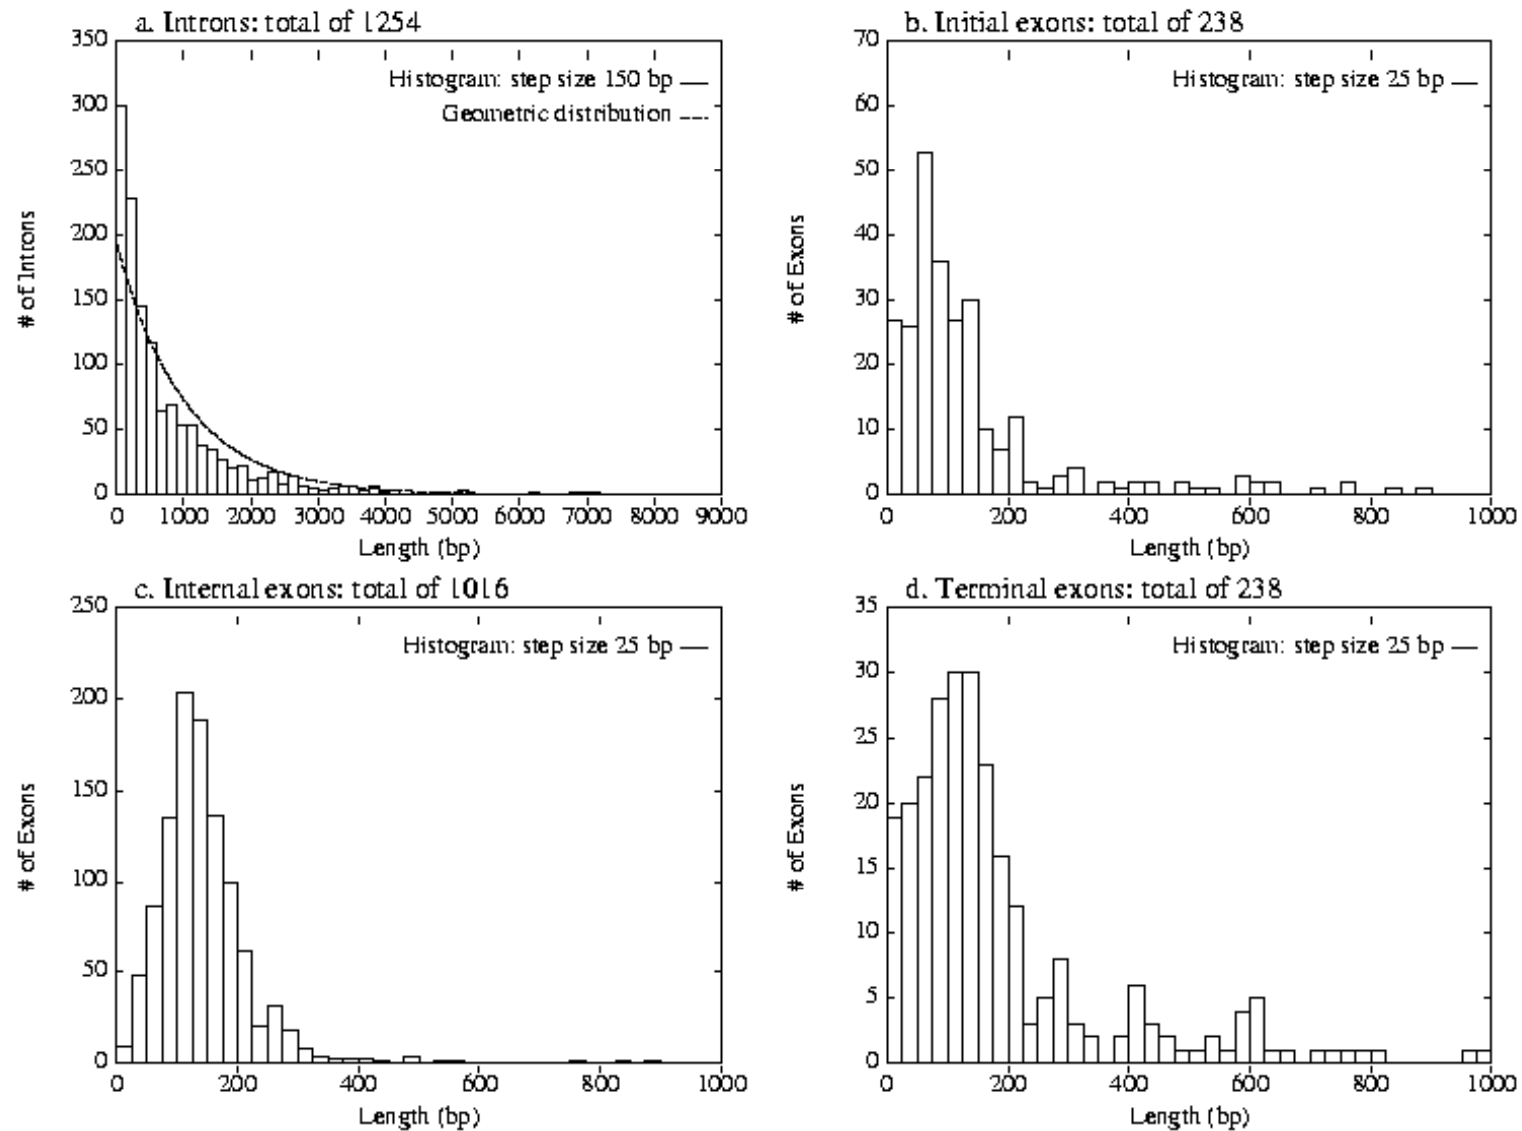 a. Introns: total of 1254
350
300
250
200
150
100
50
0
# of Introns
Histogram: step size 150 bp
Geometric distribution
0 1000 2000 3000 4000 5000 6000 7000 8000 9000
Length (bp)
b. Initial exons: total of 238
70
60
50
40
30
20
10
0
# of Exons
Histogram: step size 25 bp
0 200 400 600 800 1000
Length (bp)
c. Internal exons: total of 1016
250
200
150
100
50
0
# of Exons
Histogram: step size 25 bp
0 200 400 600 800 1000
Length (bp)
d. Terminal exons: total of 238
35
30
25
20
15
10
5
0
# of Exons
Histogram: step size 25 bp
0 200 400 600 800 1000
Length (bp)